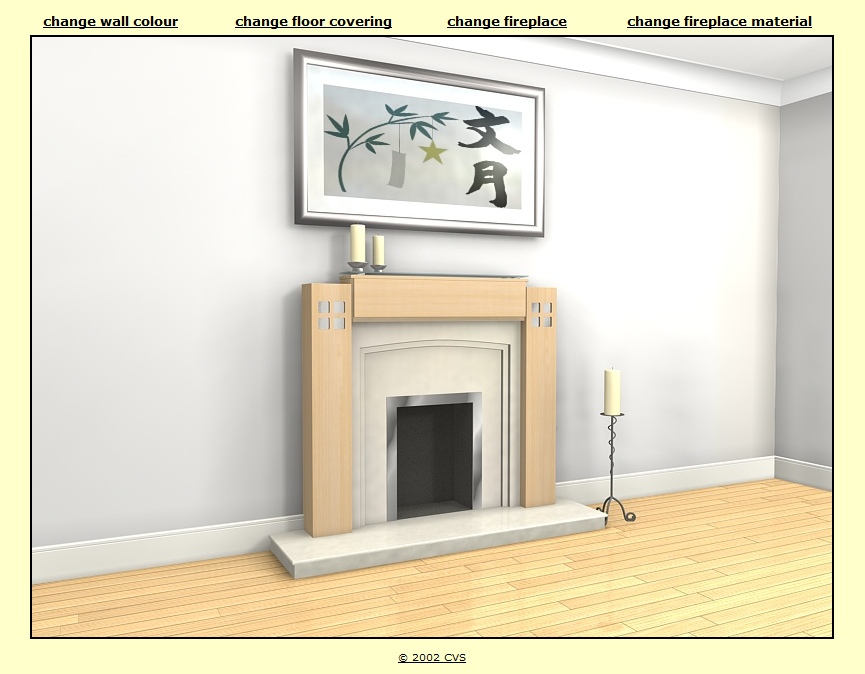 change wall colour
change floor covering
change fireplace
change fireplace material
文月
© 2002 CVS